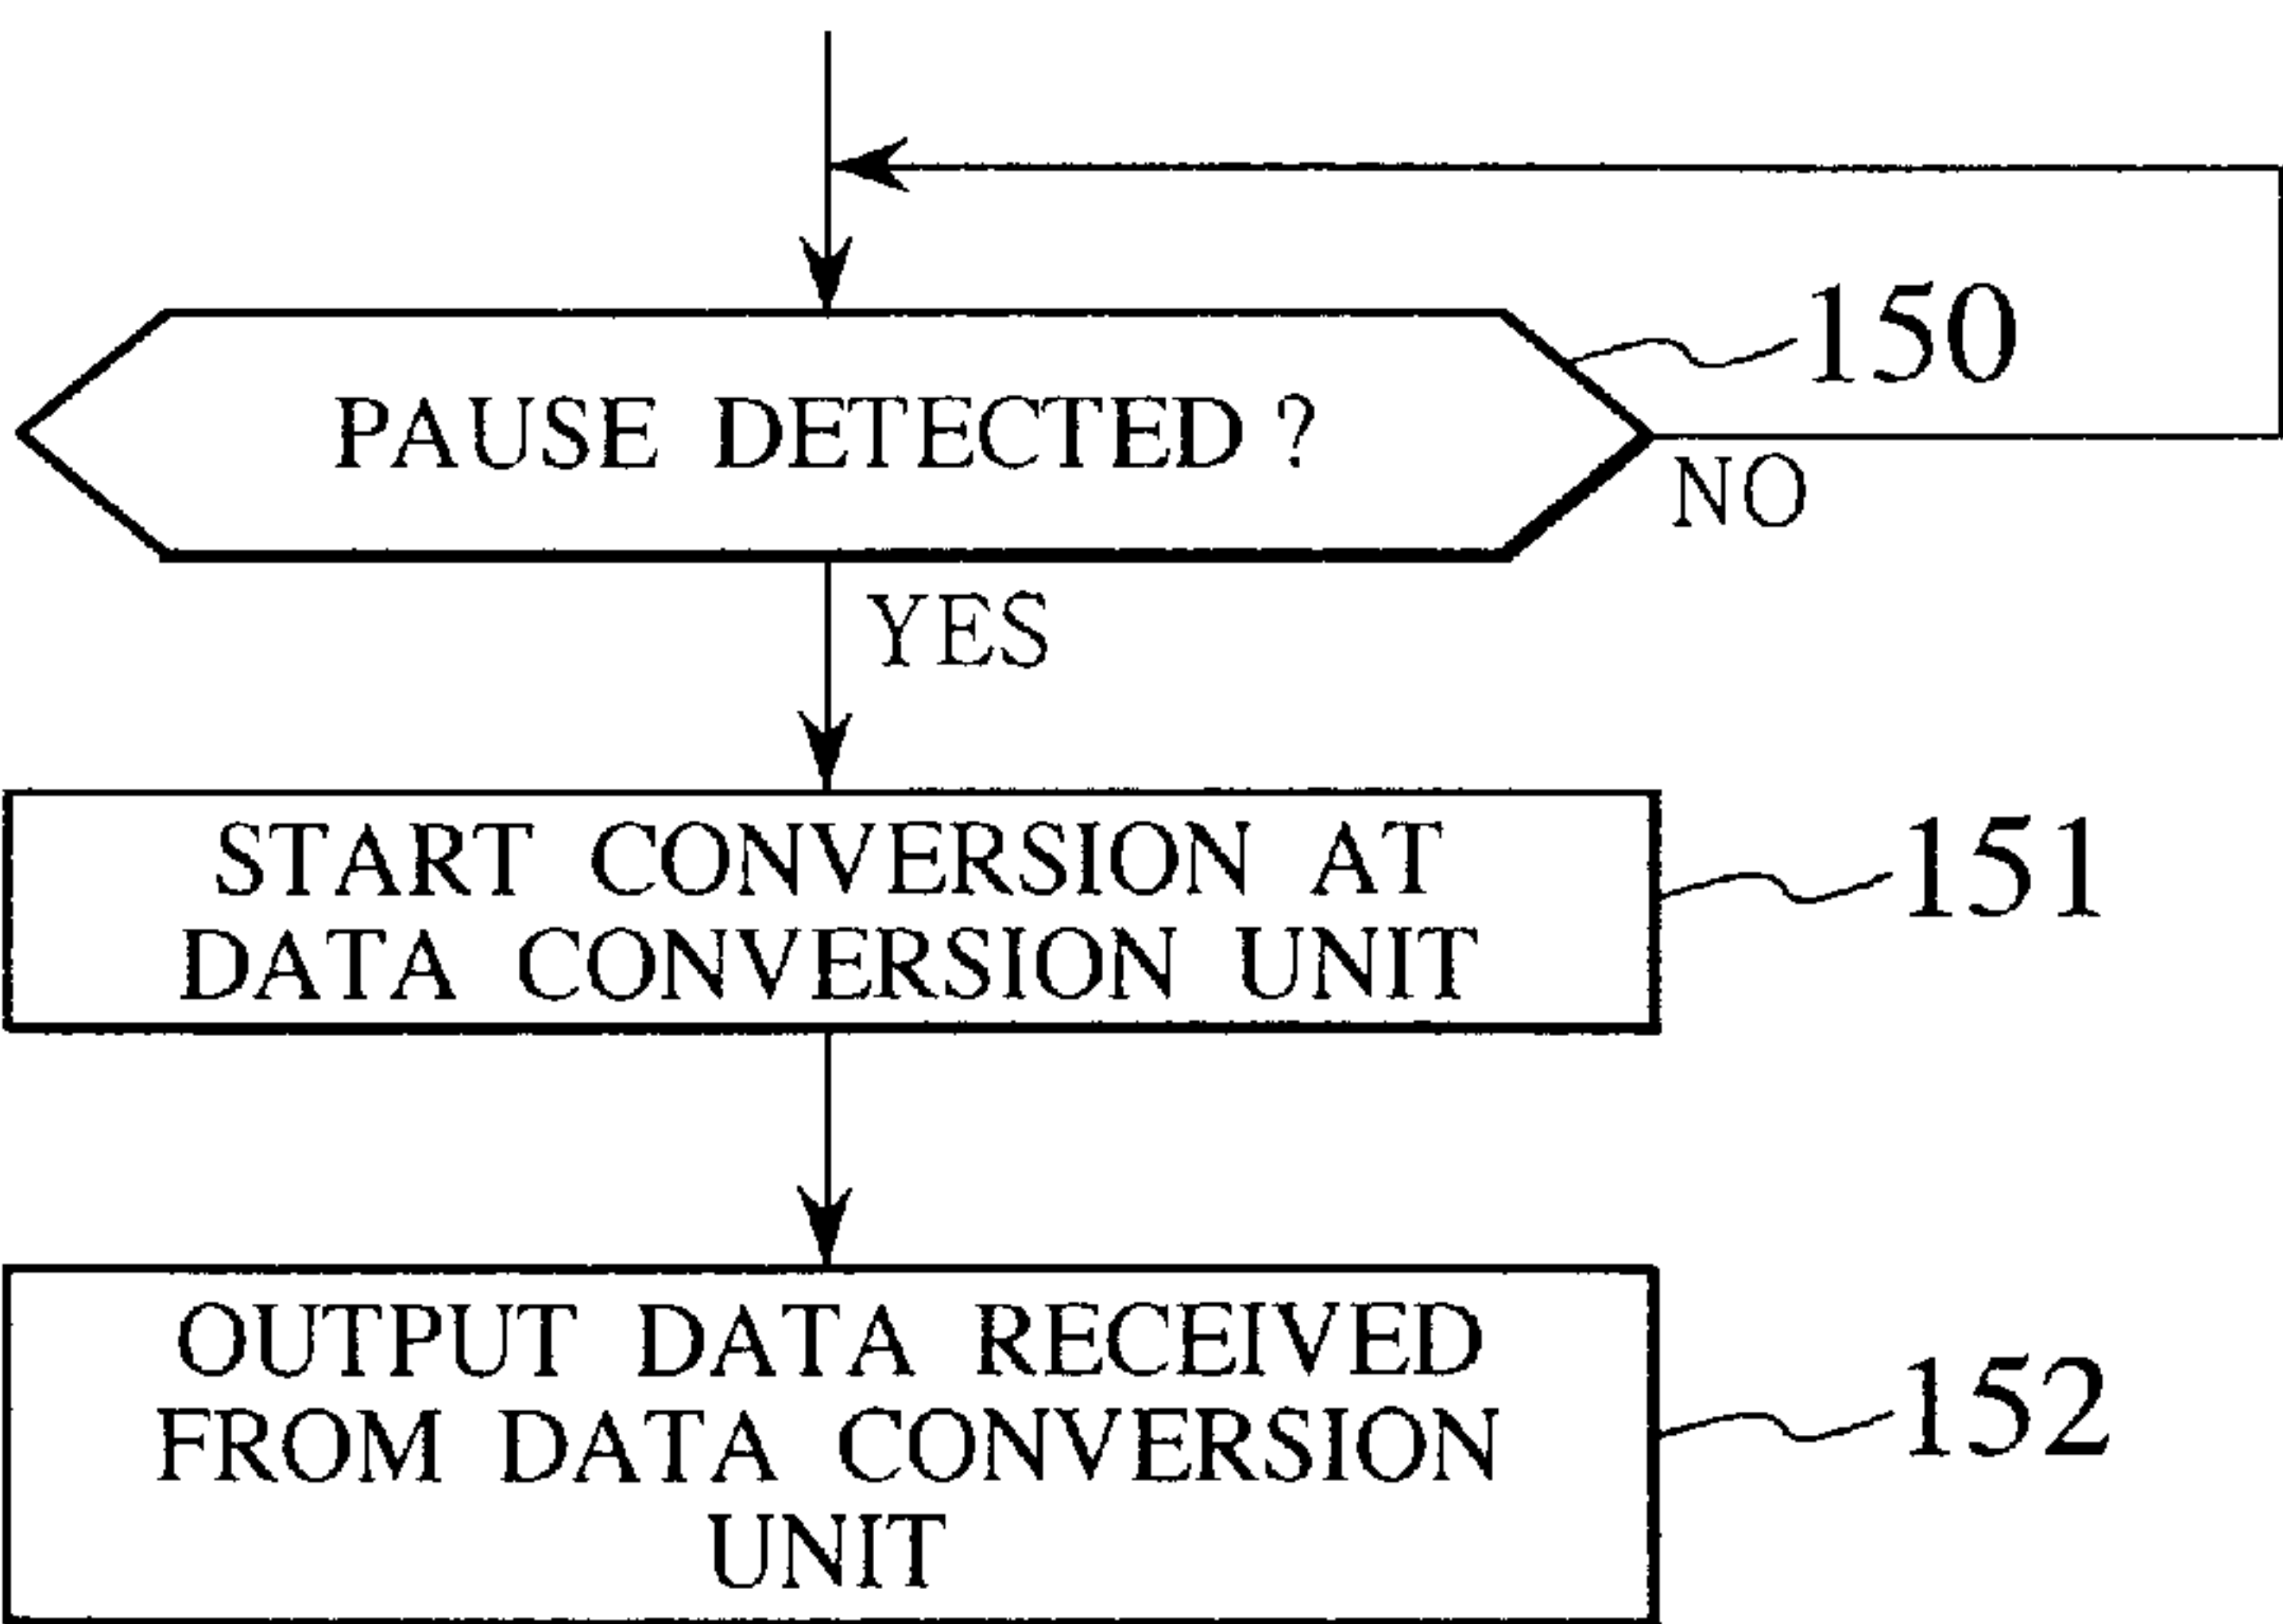 150
PAUSE DETECTED ?
NO
YES
START CONVERSION AT
DATA CONVERSION UNIT
151
OUTPUT DATA RECEIVED
FROM DATA CONVERSION
UNIT
152